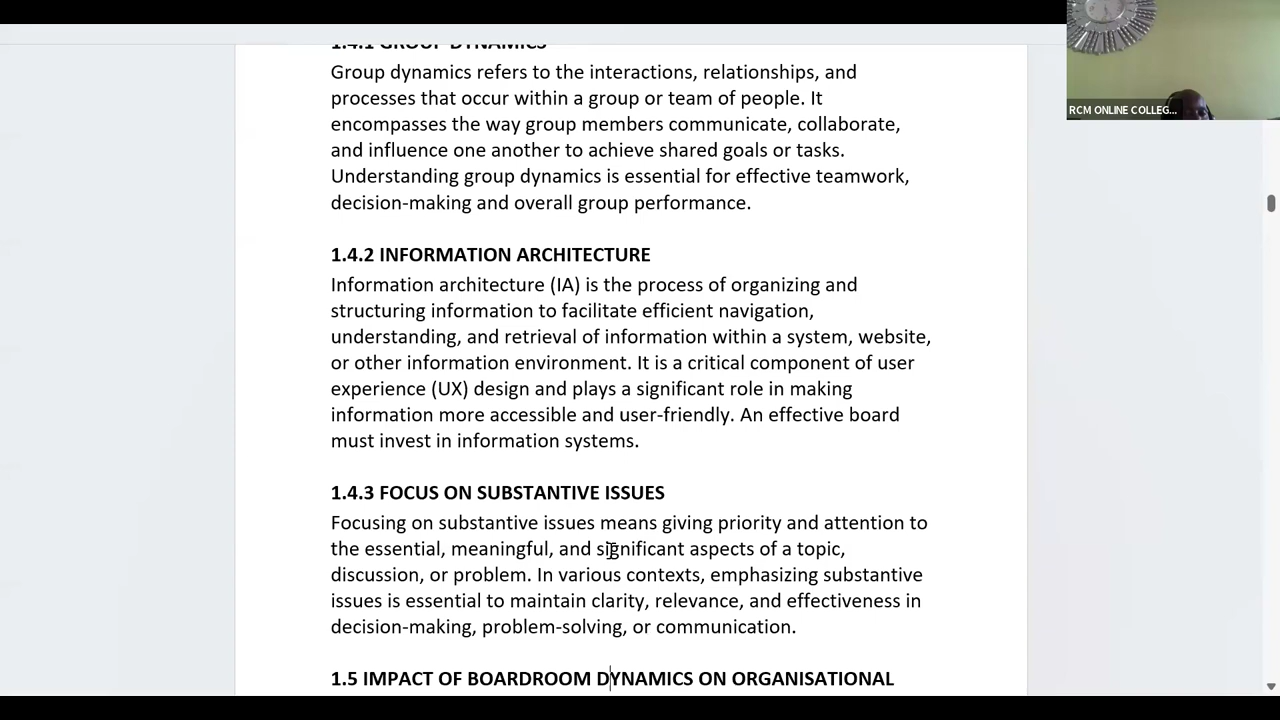 1.4.1 GROUP DYNAMICS
Group dynamics refers to the interactions, relationships, and
processes that occur within a group or team of people. It
encompasses the way group members communicate, collaborate,
and influence one another to achieve shared goals or tasks.
Understanding group dynamics is essential for effective teamwork,
decision-making and overall group performance.
1.4.2 INFORMATION ARCHITECTURE
Information architecture (IA) is the process of organizing and
structuring information to facilitate efficient navigation,
understanding, and retrieval of information within a system, website,
or other information environment. It is a critical component of user
experience (UX) design and plays a significant role in making
information more accessible and user-friendly. An effective board
must invest in information systems.
1.4.3 FOCUS ON SUBSTANTIVE ISSUES
Focusing on substantive issues means giving priority and attention to
the essential, meaningful, and significant aspects of a topic,
discussion, or problem. In various contexts, emphasizing substantive
issues is essential to maintain clarity, relevance, and effectiveness in
decision-making, problem-solving, or communication.
1.5 IMPACT OF BOARDROOM DYNAMICS ON ORGANISATIONAL
RCM ONLINE COLLEG...